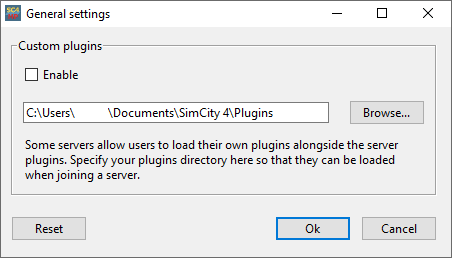 SC4
General settings
Custom plugins
Enable
C:\Users\ \Documents\SimCity 4\Plugins
Browse...
Some servers allow users to load their own plugins alongside the server
plugins. Specify your plugins directory here so that they can be loaded
when joining a server.
Reset
Ok
Cancel